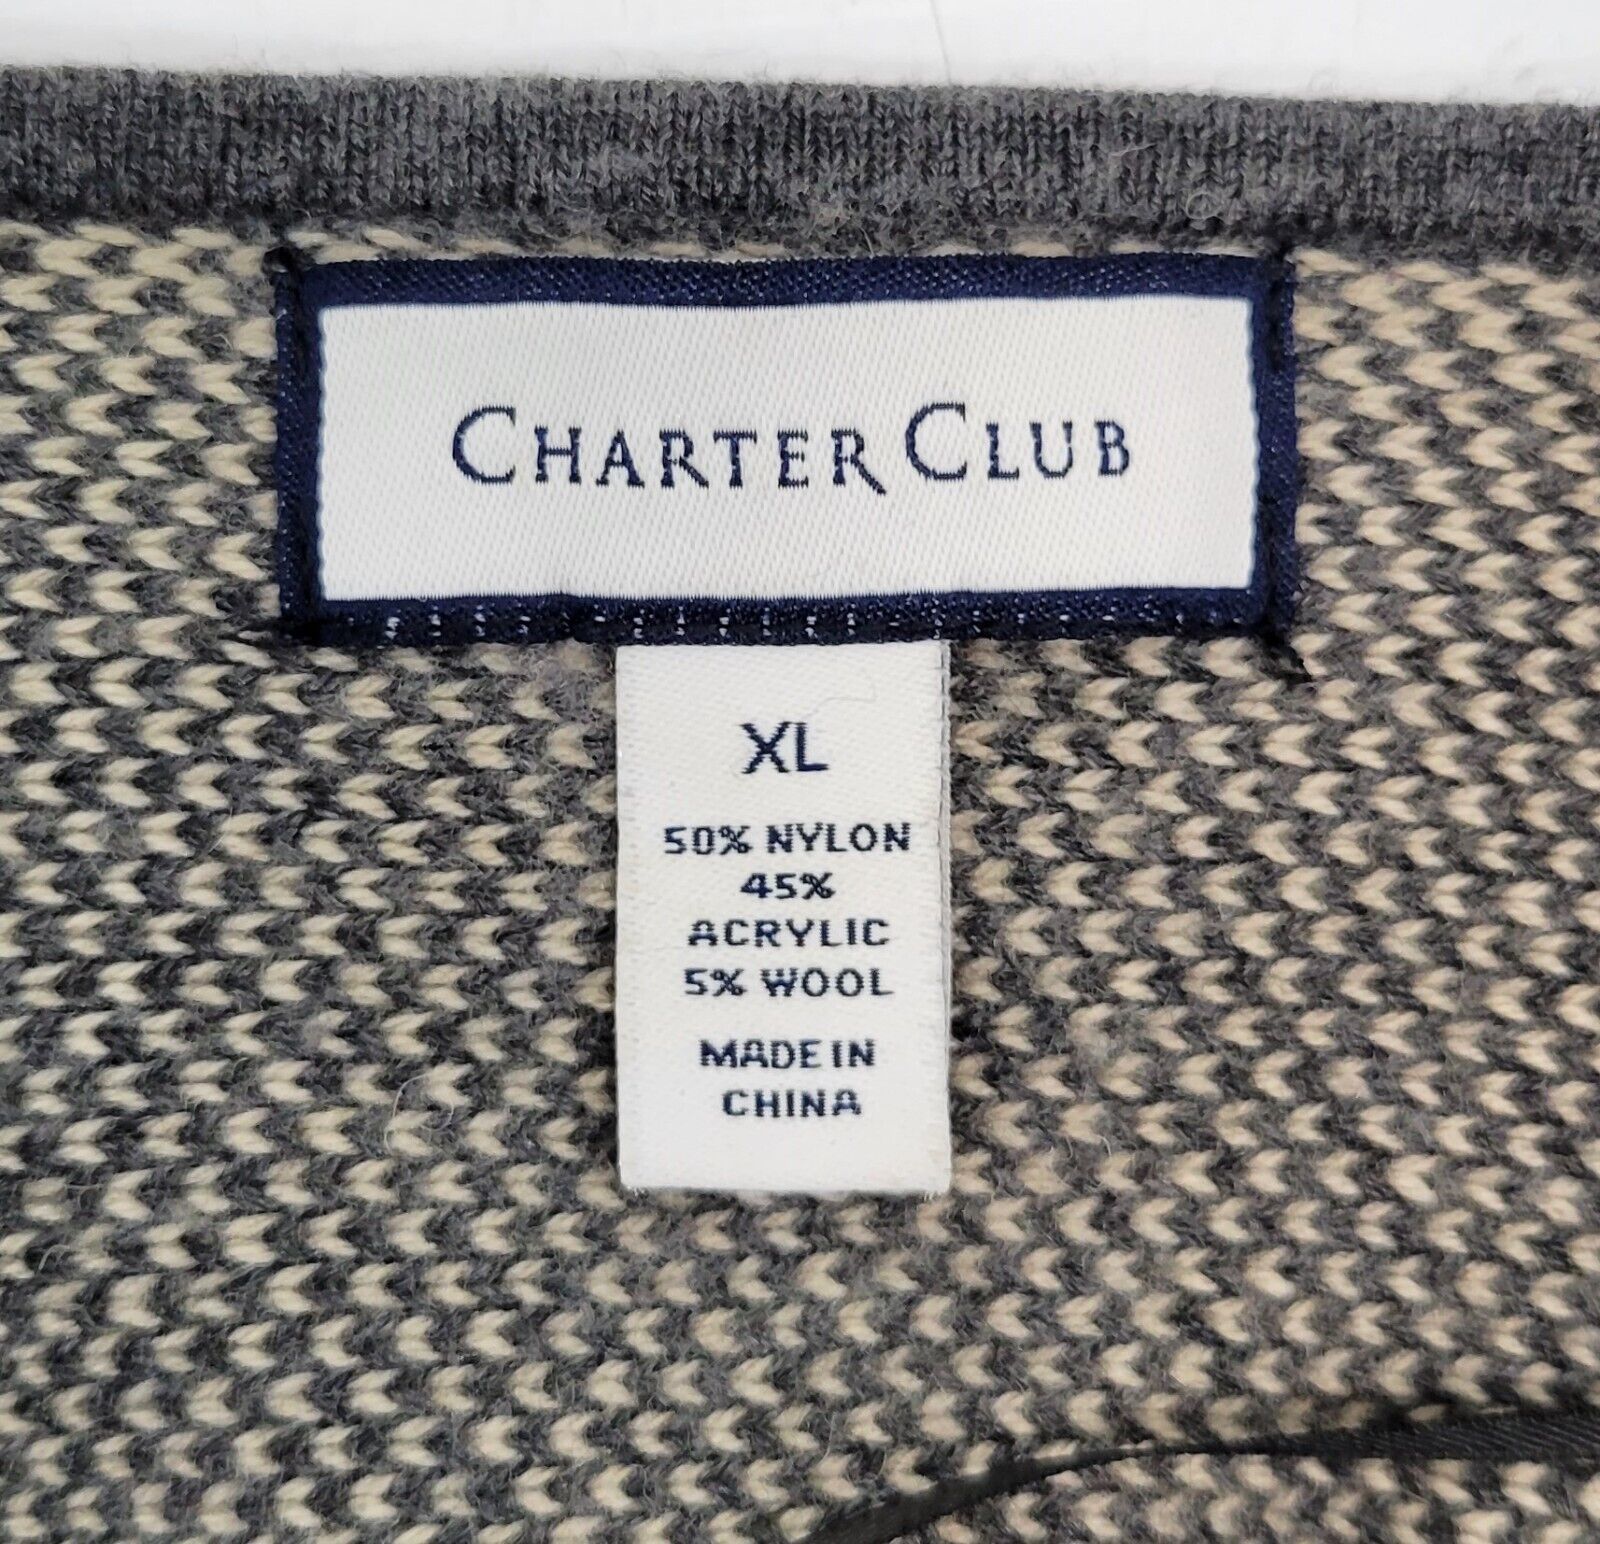 CHARTER CLUB
XL
50% NYLON
45%
ACRYLIC
5% WOOL
MADE IN
CHINA